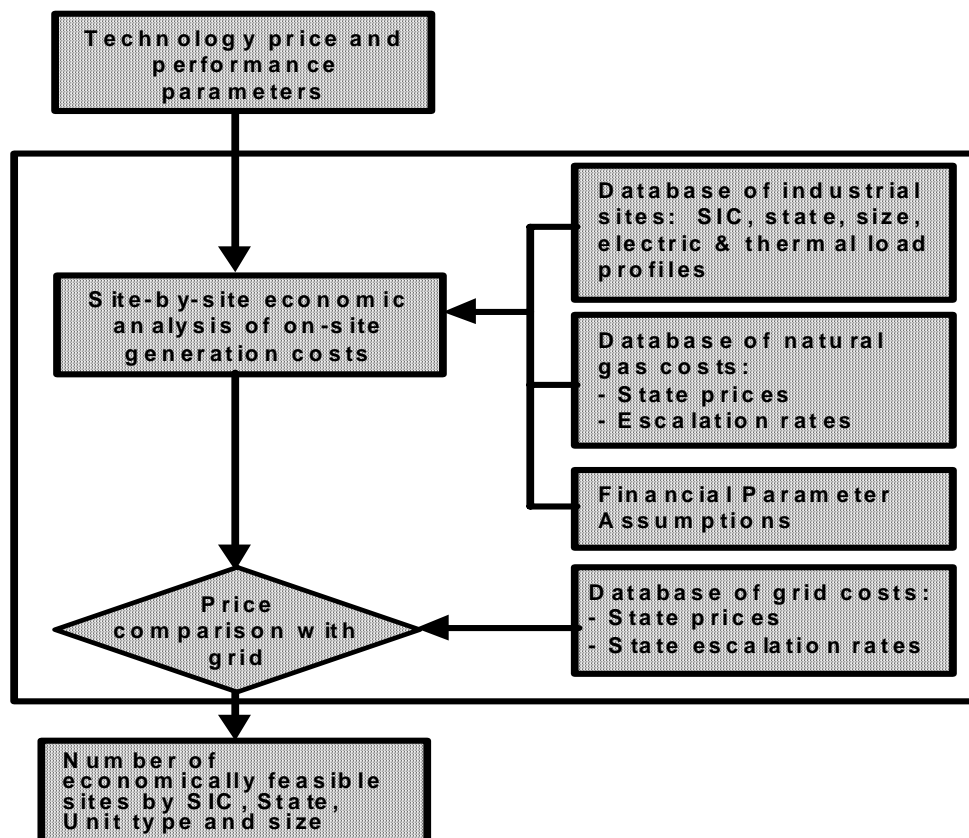 Technology price and
performance
parameters
Database of industrial
sites: SIC, state, size,
electric & thermal load
profiles
Site-by-site economic
analysis of on-site
generation costs
Database of natural
gas costs:
- State prices
- Escalation rates
Financial Parameter
Assumptions
Price
comparison with
grid
Database of grid costs:
- State prices
- State escalation rates
Number of
economically feasible
sites by SIC, State,
Unit type and size